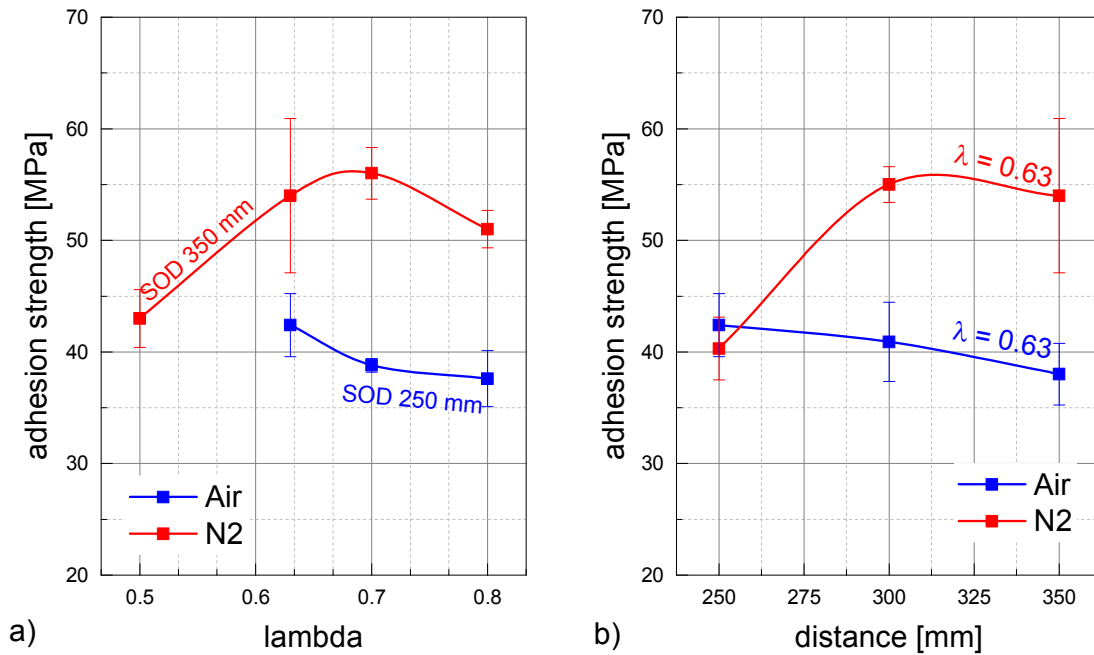 70
60
50
40
30
20
adhesion strength [MPa]
SOD 350 mm
SOD 250 mm
Air
N2
0.5 0.6 0.7 0.8
a) lambda
70
60
50
40
30
20
adhesion strength [MPa]
λ = 0.63
λ = 0.63
Air
N2
250 275 300 325 350
b) distance [mm]